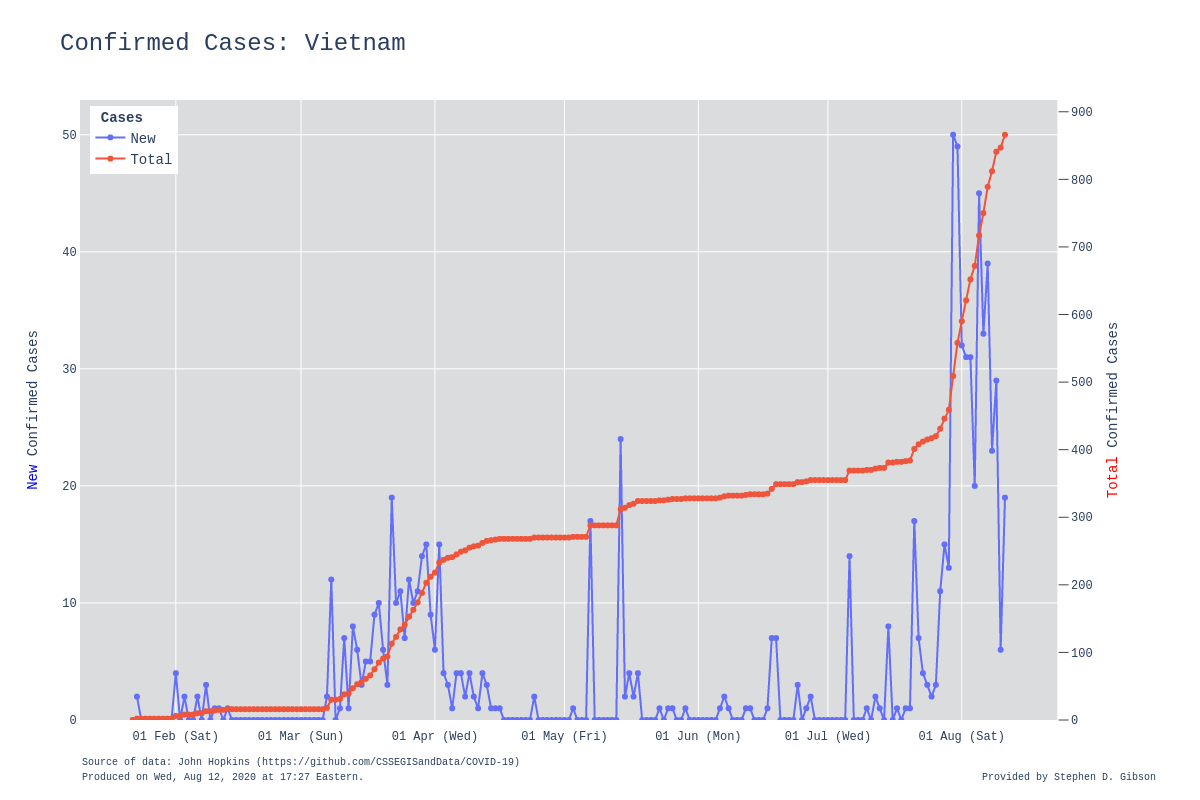 Confirmed Cases: Vietnam
Cases
New
Total
50
40
30
20
10
0
New Confirmed Cases
900
800
700
600
500
400
300
200
100
0
Total Confirmed Cases
01 Feb (Sat)
01 Mar (Sun)
01 Apr (Wed)
01 May (Fri)
01 Jun (Mon)
01 Jul (Wed)
01 Aug (Sat)
Source of data: John Hopkins (https://github.com/CSSEGISandData/COVID-19)
Produced on Wed, Aug 12, 2020 at 17:27 Eastern.
Provided by Stephen D. Gibson